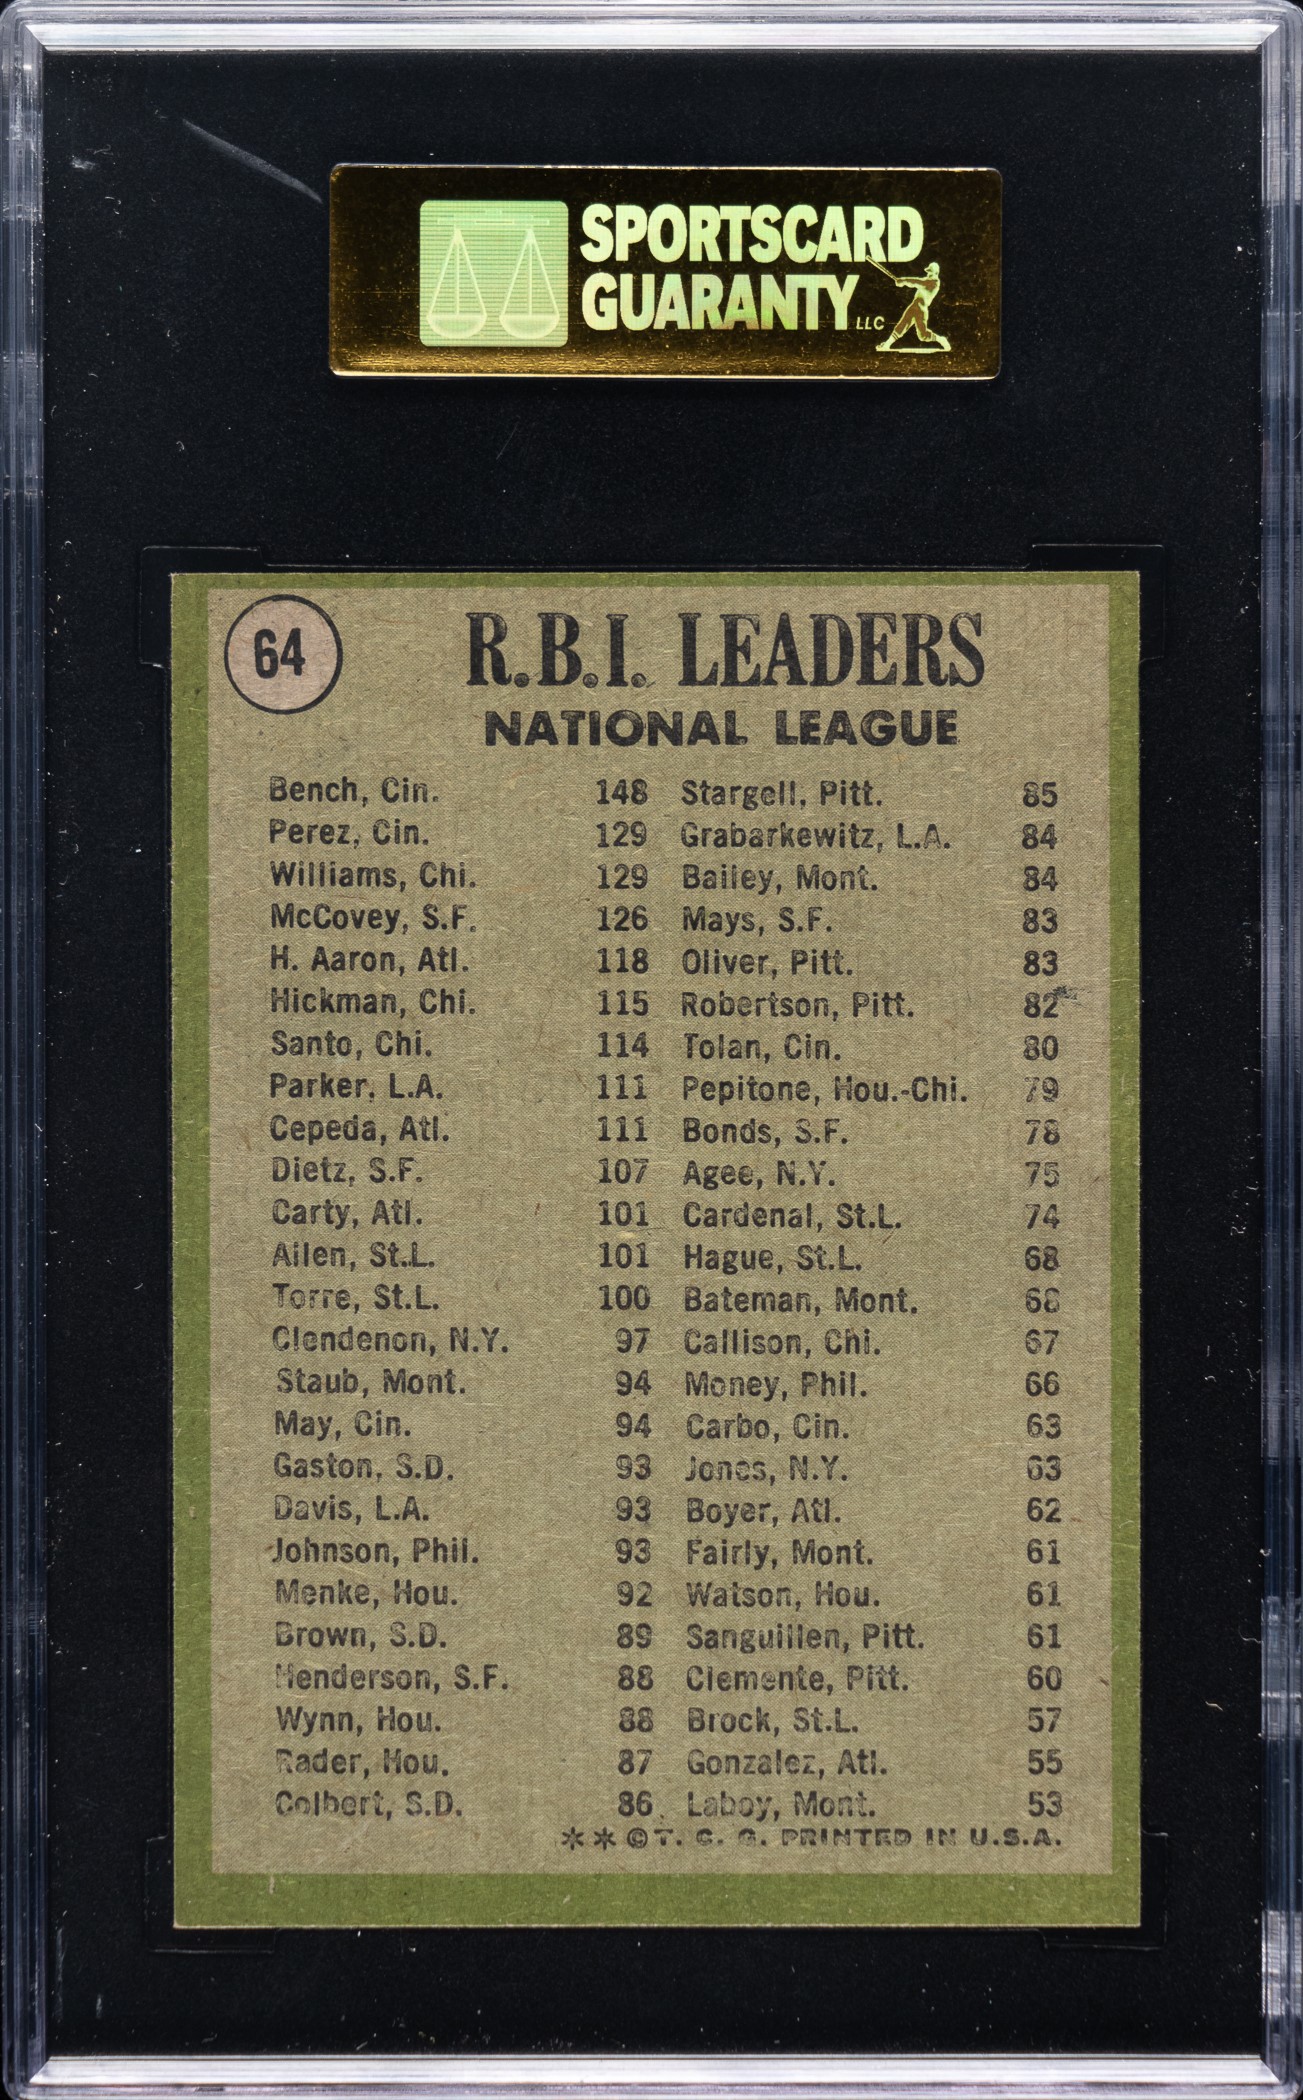 SPORTSCARD
GUARANTY LLC
64
R.B.I. LEADERS
NATIONAL LEAGUE
Bench, Cin. 148 Stargell, Pitt. 85
Perez, Cin. 129 Grabarkewitz, L.A. 84
Williams, Chi. 129 Bailey, Mont. 84
McCovey, S.F. 126 Mays, S.F. 83
H. Aaron, Atl. 118 Oliver, Pitt. 83
Hickman, Chi. 115 Robertson, Pitt. 82
Santo, Chi. 114 Tolan, Cin. 80
Parker, L.A. 111 Pepitone, Hou.-Chi. 79
Cepeda, Atl. 111 Bonds, S.F. 78
Dietz, S.F. 107 Agee, N.Y. 75
Carty, Atl. 101 Cardenal, St.L. 74
Allen, St.L. 101 Hague, St.L. 68
Torre, St.L. 100 Bateman, Mont. 68
Clendenon, N.Y. 97 Callison, Chi. 67
Staub, Mont. 94 Money, Phil. 66
May, Cin. 94 Carbo, Cin. 63
Gaston, S.D. 93 Jones, N.Y. 63
Davis, L.A. 93 Boyer, Atl. 62
Johnson, Phil. 93 Fairly, Mont. 61
Menke, Hou. 92 Watson, Hou. 61
Brown, S.D. 89 Sanguillen, Pitt. 61
Henderson, S.F. 88 Clemente, Pitt. 60
Wynn, Hou. 88 Brock, St.L. 57
Rader, Hou. 87 Gonzalez, Atl. 55
Colbert, S.D. 86 Laboy, Mont. 53
**© T. C. G. PRINTED IN U.S.A.